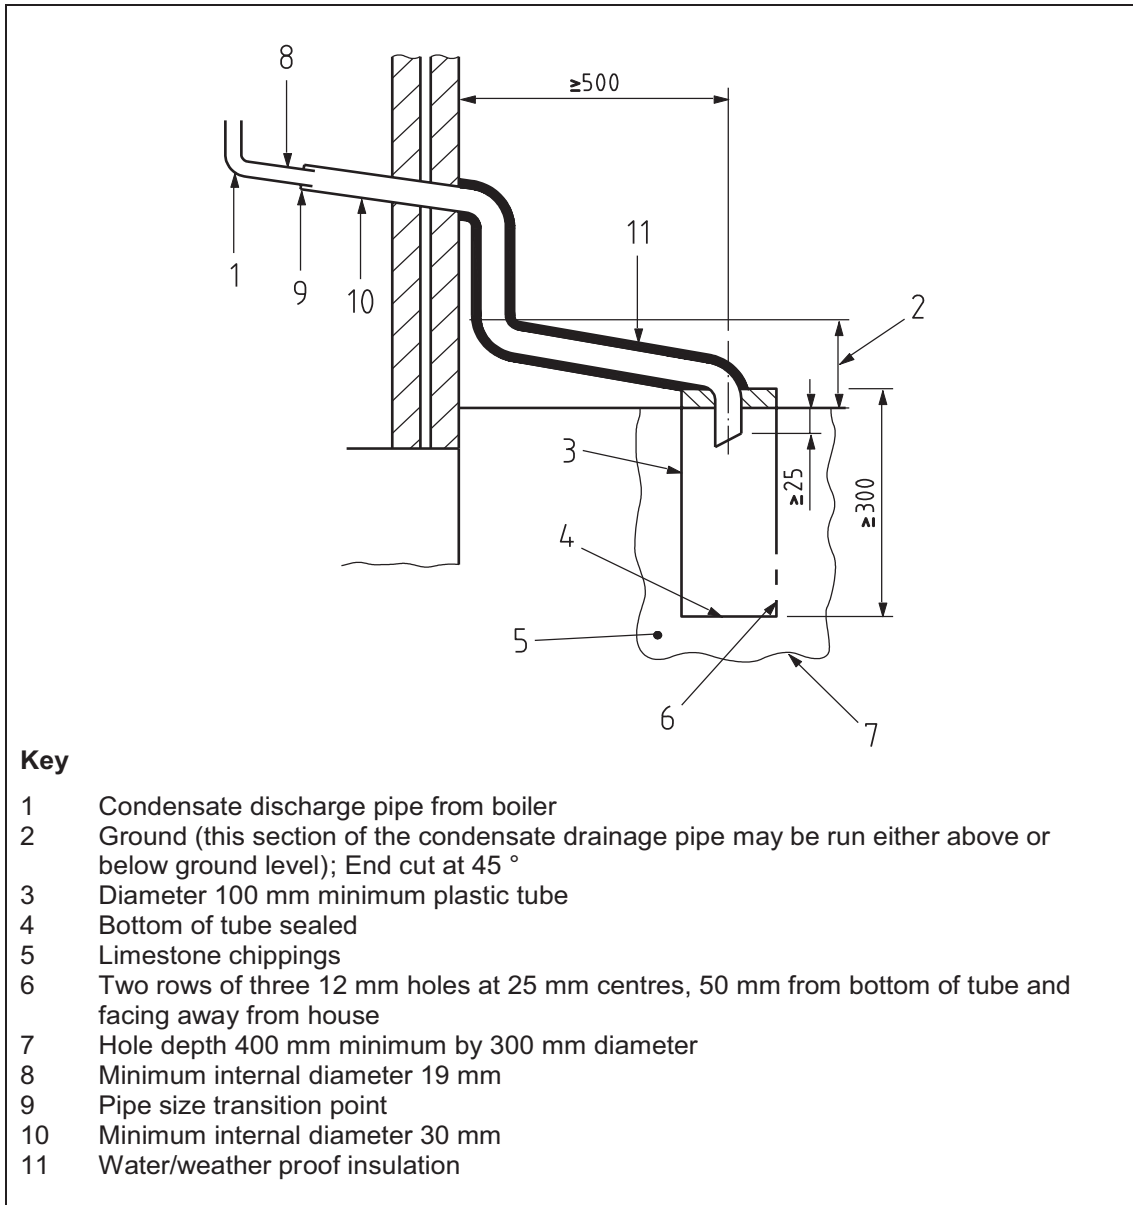 8
≥500
11
1
9
10
2
3
≥25
≥300
4
5
6
7
Key
1 Condensate discharge pipe from boiler
2 Ground (this section of the condensate drainage pipe may be run either above or
below ground level); End cut at 45 °
3 Diameter 100 mm minimum plastic tube
4 Bottom of tube sealed
5 Limestone chippings
6 Two rows of three 12 mm holes at 25 mm centres, 50 mm from bottom of tube and
facing away from house
7 Hole depth 400 mm minimum by 300 mm diameter
8 Minimum internal diameter 19 mm
9 Pipe size transition point
10 Minimum internal diameter 30 mm
11 Water/weather proof insulation